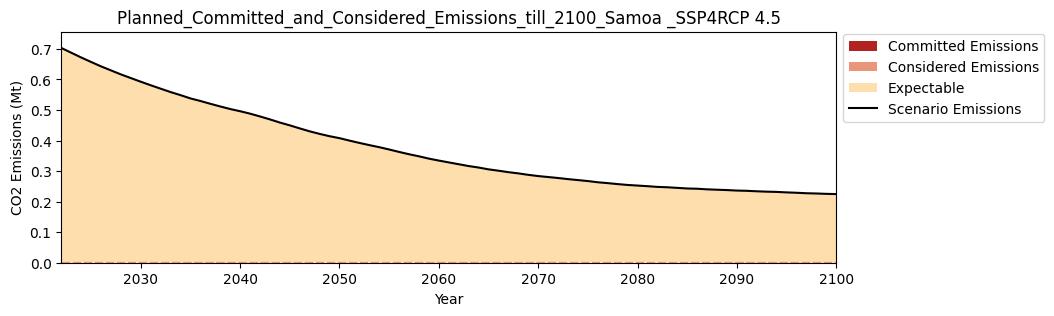 Planned_Committed_and_Considered_Emissions_till_2100_Samoa _SSP4RCP 4.5
CO2 Emissions (Mt)
0.7
0.6
0.5
0.4
0.3
0.2
0.1
0.0
2030 2040 2050 2060 2070 2080 2090 2100
Year
Committed Emissions
Considered Emissions
Expectable
Scenario Emissions